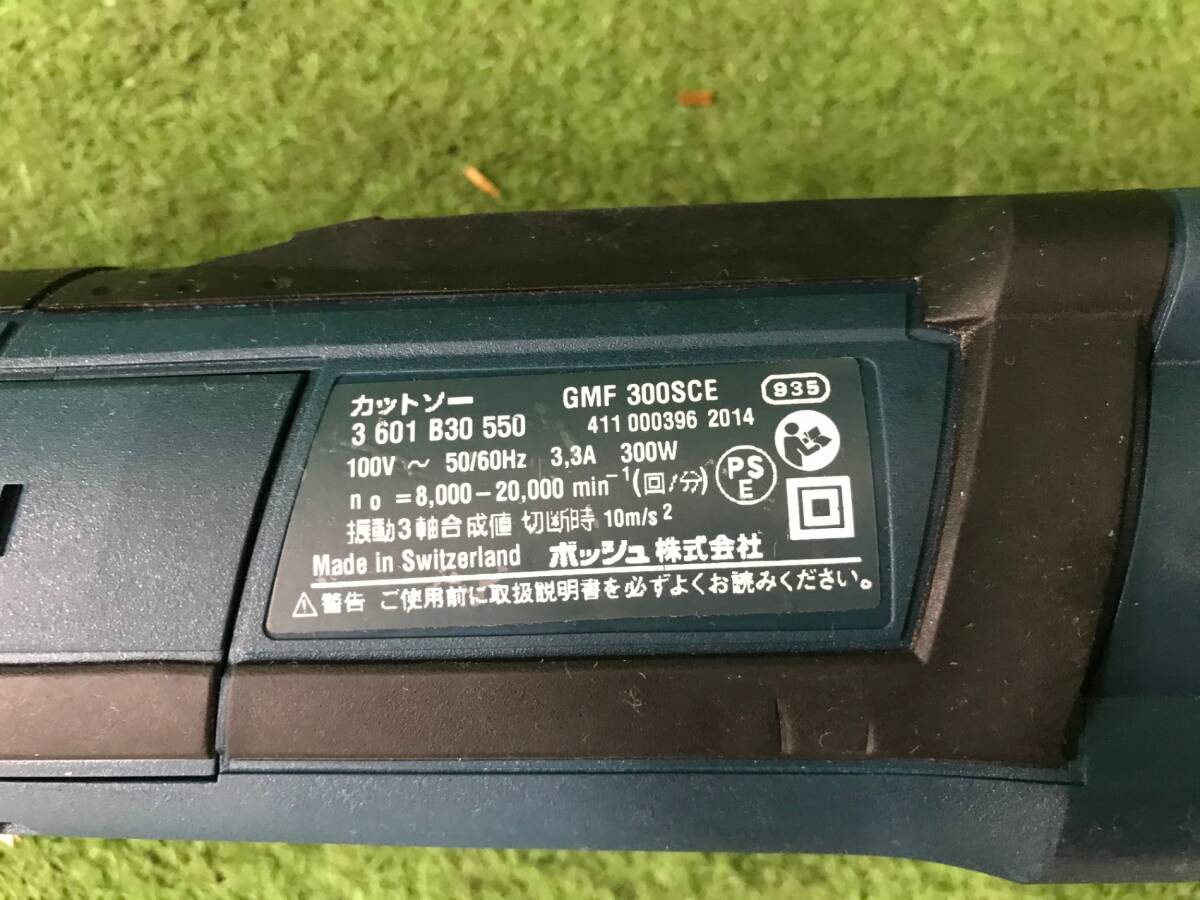 カットソー GMF 300SCE 935
3 601 B30 550 411 000396 2014
100V ～ 50/60Hz 3,3A 300W
n₀ = 8,000－20,000 min⁻¹(回/分) PSE
振動3軸合成値 切断時 10m/s²
Made in Switzerland ボッシュ株式会社
⚠警告 ご使用前に取扱説明書を必ずよくお読みください。